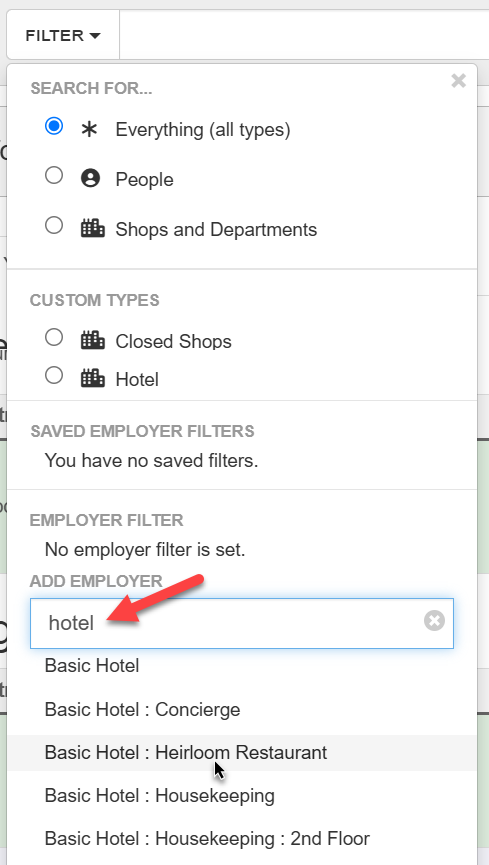 FILTER
SEARCH FOR...
Everything (all types)
People
Shops and Departments
CUSTOM TYPES
Closed Shops
Hotel
SAVED EMPLOYER FILTERS
You have no saved filters.
EMPLOYER FILTER
No employer filter is set.
ADD EMPLOYER
hotel
Basic Hotel
Basic Hotel : Concierge
Basic Hotel : Heirloom Restaurant
Basic Hotel : Housekeeping
Basic Hotel : Housekeeping : 2nd Floor